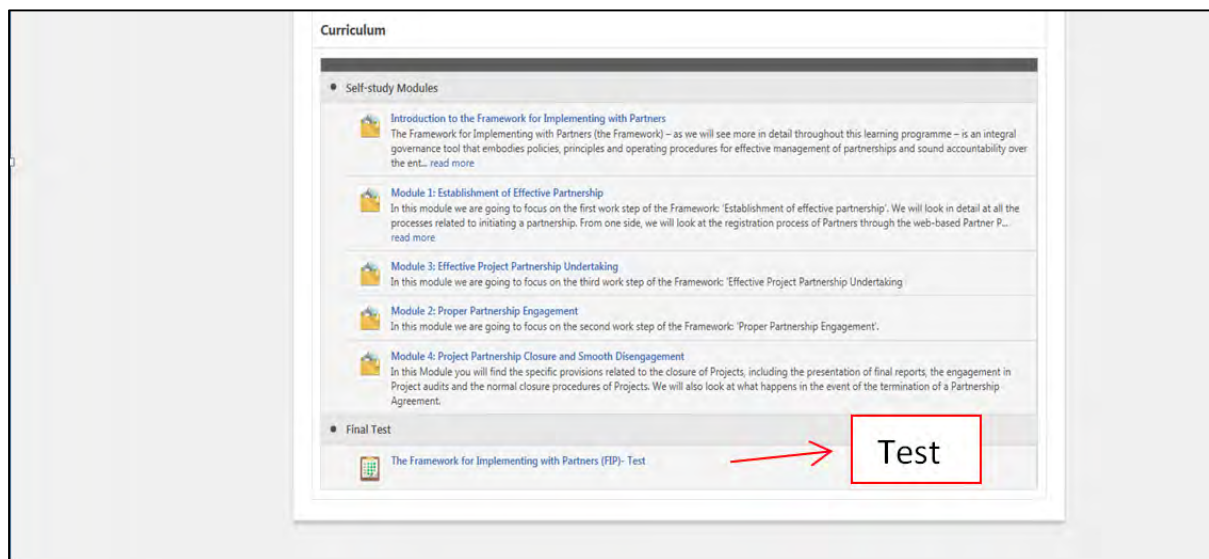 Curriculum
Self-study Modules
Introduction to the Framework for Implementing with Partners
The Framework for Implementing with Partners (the Framework) – as we will see more in detail throughout this learning programme – is an integral
governance tool that embodies policies, principles and operating procedures for effective management of partnerships and sound accountability over
the ent... read more
Module 1: Establishment of Effective Partnership
In this module we are going to focus on the first work step of the Framework: 'Establishment of effective partnership'. We will look in detail at all the
processes related to initiating a partnership. From one side, we will look at the registration process of Partners through the web-based Partner P...
read more
Module 3: Effective Project Partnership Undertaking
In this module we are going to focus on the third work step of the Framework: 'Effective Project Partnership Undertaking
Module 2: Proper Partnership Engagement
In this module we are going to focus on the second work step of the Framework: 'Proper Partnership Engagement'.
Module 4: Project Partnership Closure and Smooth Disengagement
In this Module you will find the specific provisions related to the closure of Projects, including the presentation of final reports, the engagement in
Project audits and the normal closure procedures of Projects. We will also look at what happens in the event of the termination of a Partnership
Agreement.
Final Test
The Framework for Implementing with Partners (FIP)- Test
Test